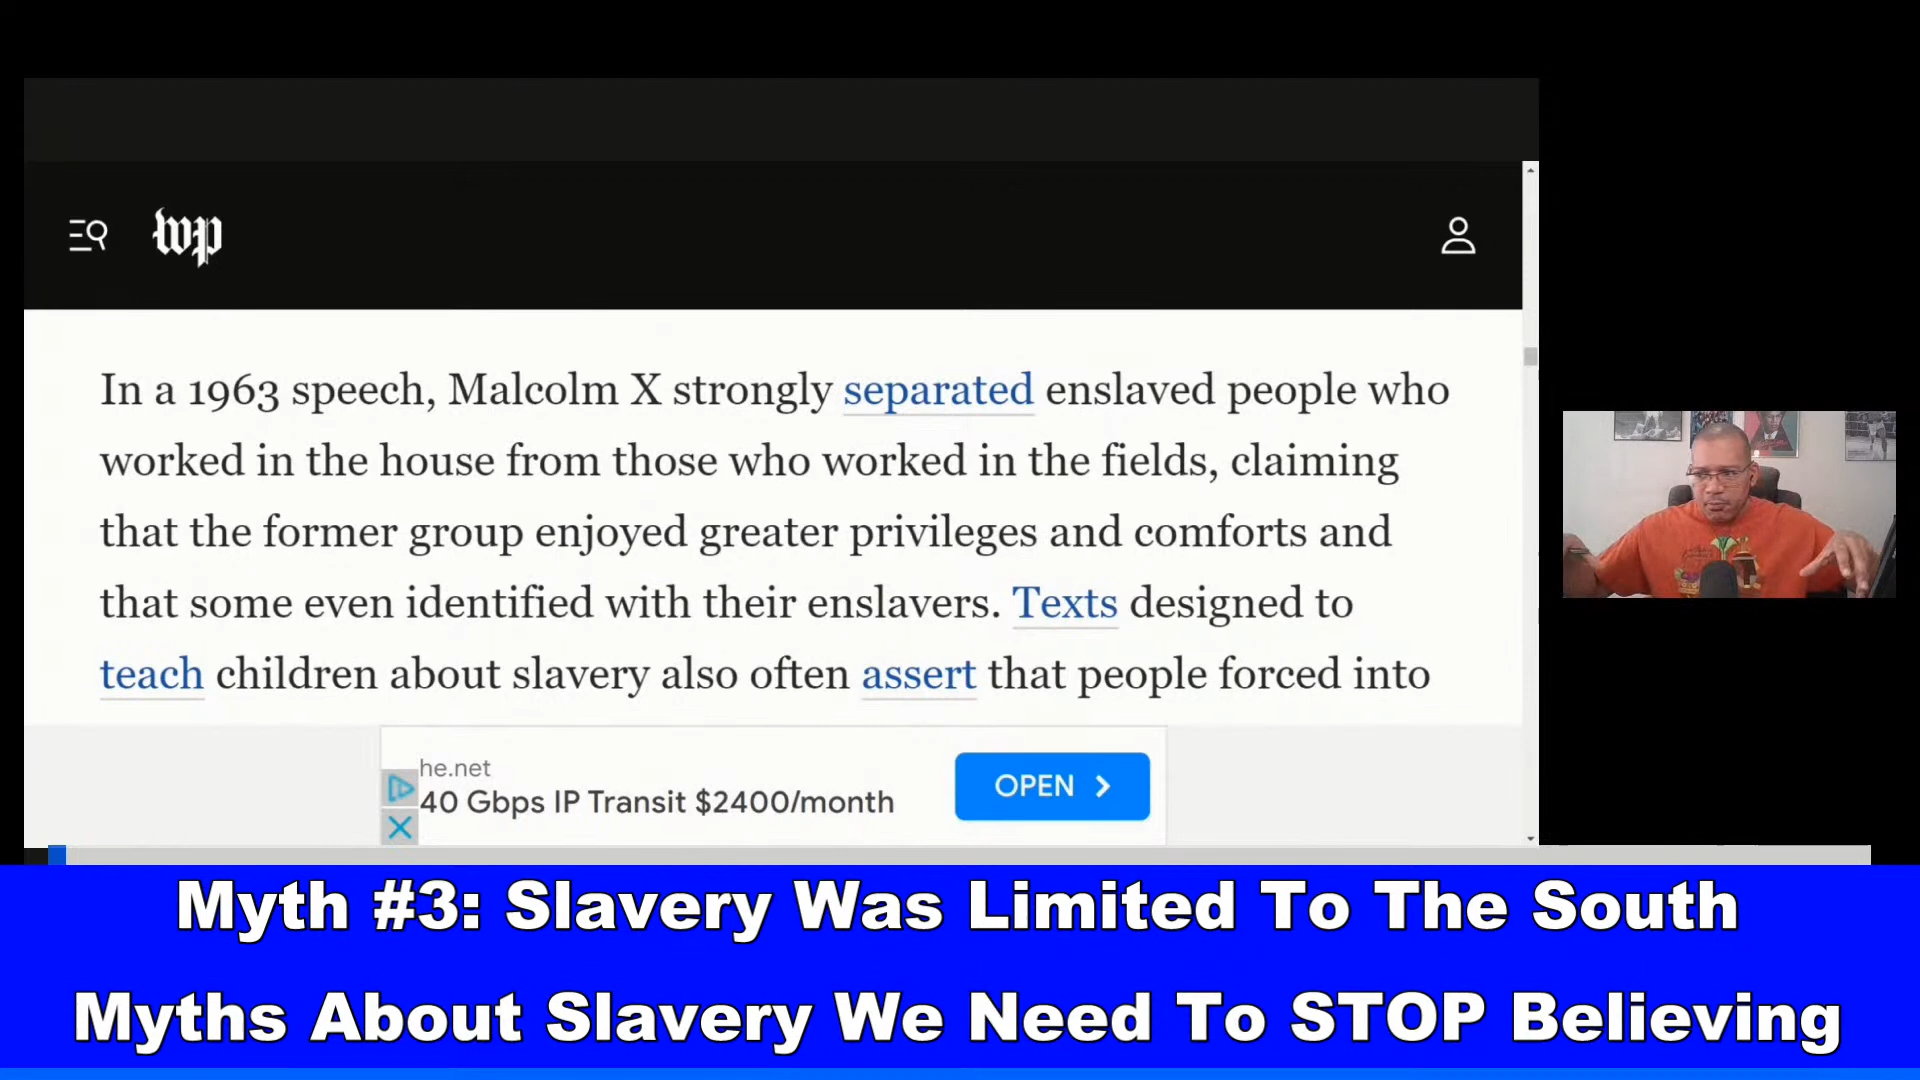 wp
In a 1963 speech, Malcolm X strongly separated enslaved people who
worked in the house from those who worked in the fields, claiming
that the former group enjoyed greater privileges and comforts and
that some even identified with their enslavers. Texts designed to
teach children about slavery also often assert that people forced into
he.net
40 Gbps IP Transit $2400/month
OPEN
Myth #3: Slavery Was Limited To The South
Myths About Slavery We Need To STOP Believing